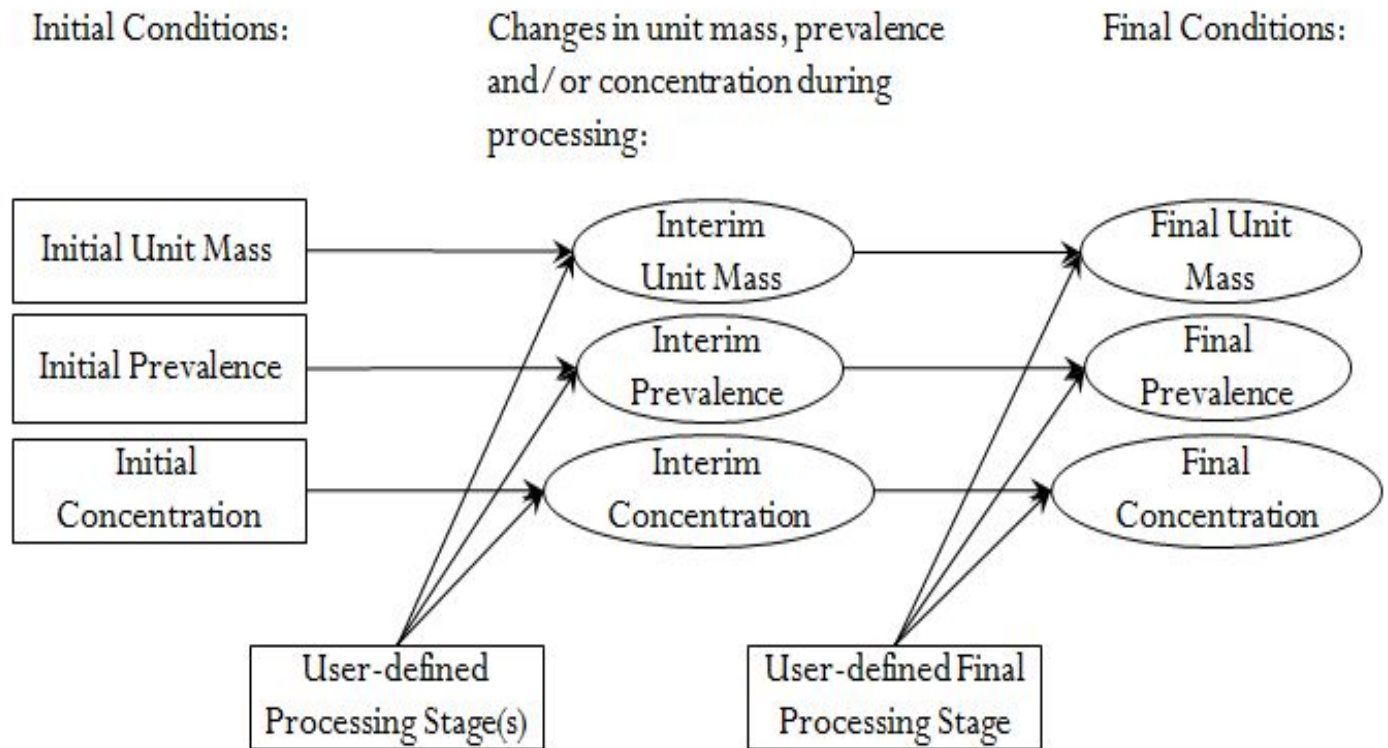 Initial Conditions:
Changes in unit mass, prevalence
and/or concentration during
processing:
Final Conditions:
Initial Unit Mass
Interim
Unit Mass
Final Unit
Mass
Initial Prevalence
Interim
Prevalence
Final
Prevalence
Initial
Concentration
Interim
Concentration
Final
Concentration
User-defined
Processing Stage(s)
User-defined Final
Processing Stage